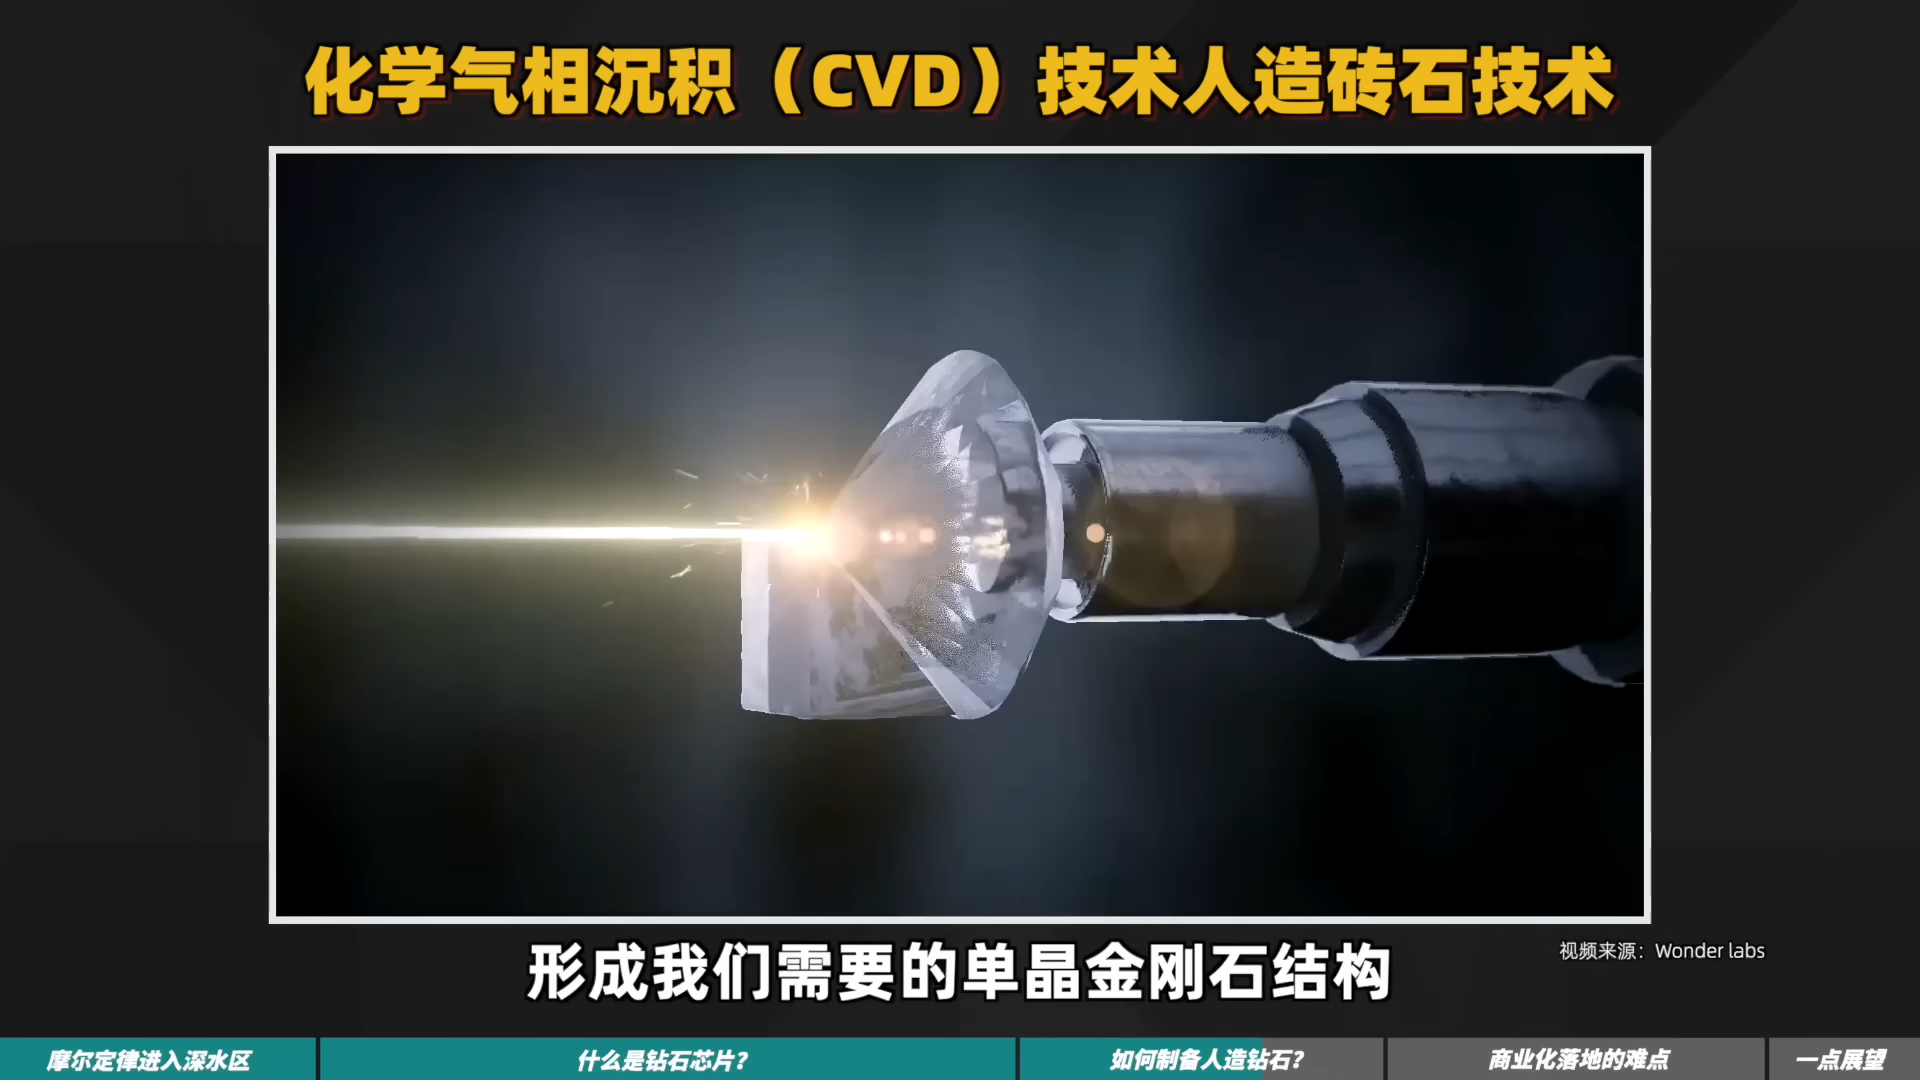 化学气相沉积（CVD）技术人造砖石技术
形成我们需要的单晶金刚石结构
视频来源：Wonder labs
摩尔定律进入深水区
什么是钻石芯片?
如何制备人造钻石?
商业化落地的难点
一点展望